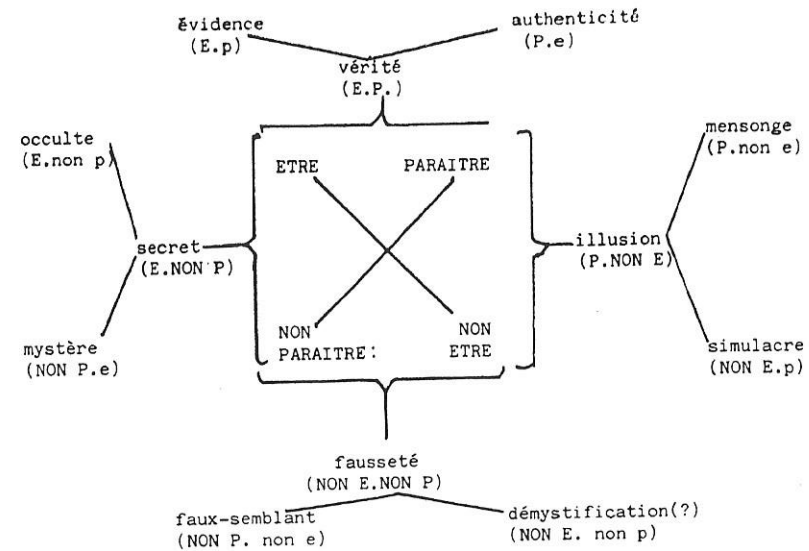 évidence
(E.p)
authenticité
(P.e)
vérité
(E.P.)
occulte
(E.non p)
mensonge
(P.non e)
ETRE
PARAITRE
secret
(E.NON P)
illusion
(P.NON E)
NON
PARAITRE:
NON
ETRE
mystère
(NON P.e)
simulacre
(NON E.p)
fausseté
(NON E.NON P)
faux-semblant
(NON P. non e)
démystification(?)
(NON E. non p)